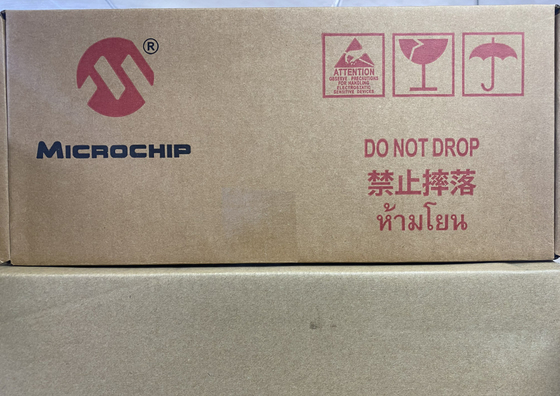 ®
MICROCHIP
ATTENTION
OBSERVE PRECAUTIONS
FOR HANDLING
ELECTROSTATIC
SENSITIVE DEVICES
DO NOT DROP
禁止摔落
ห้ามโยน